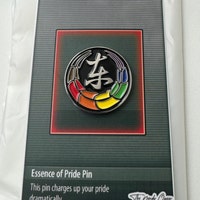 东
Essence of Pride Pin
This pin charges up your pride
dramatically.